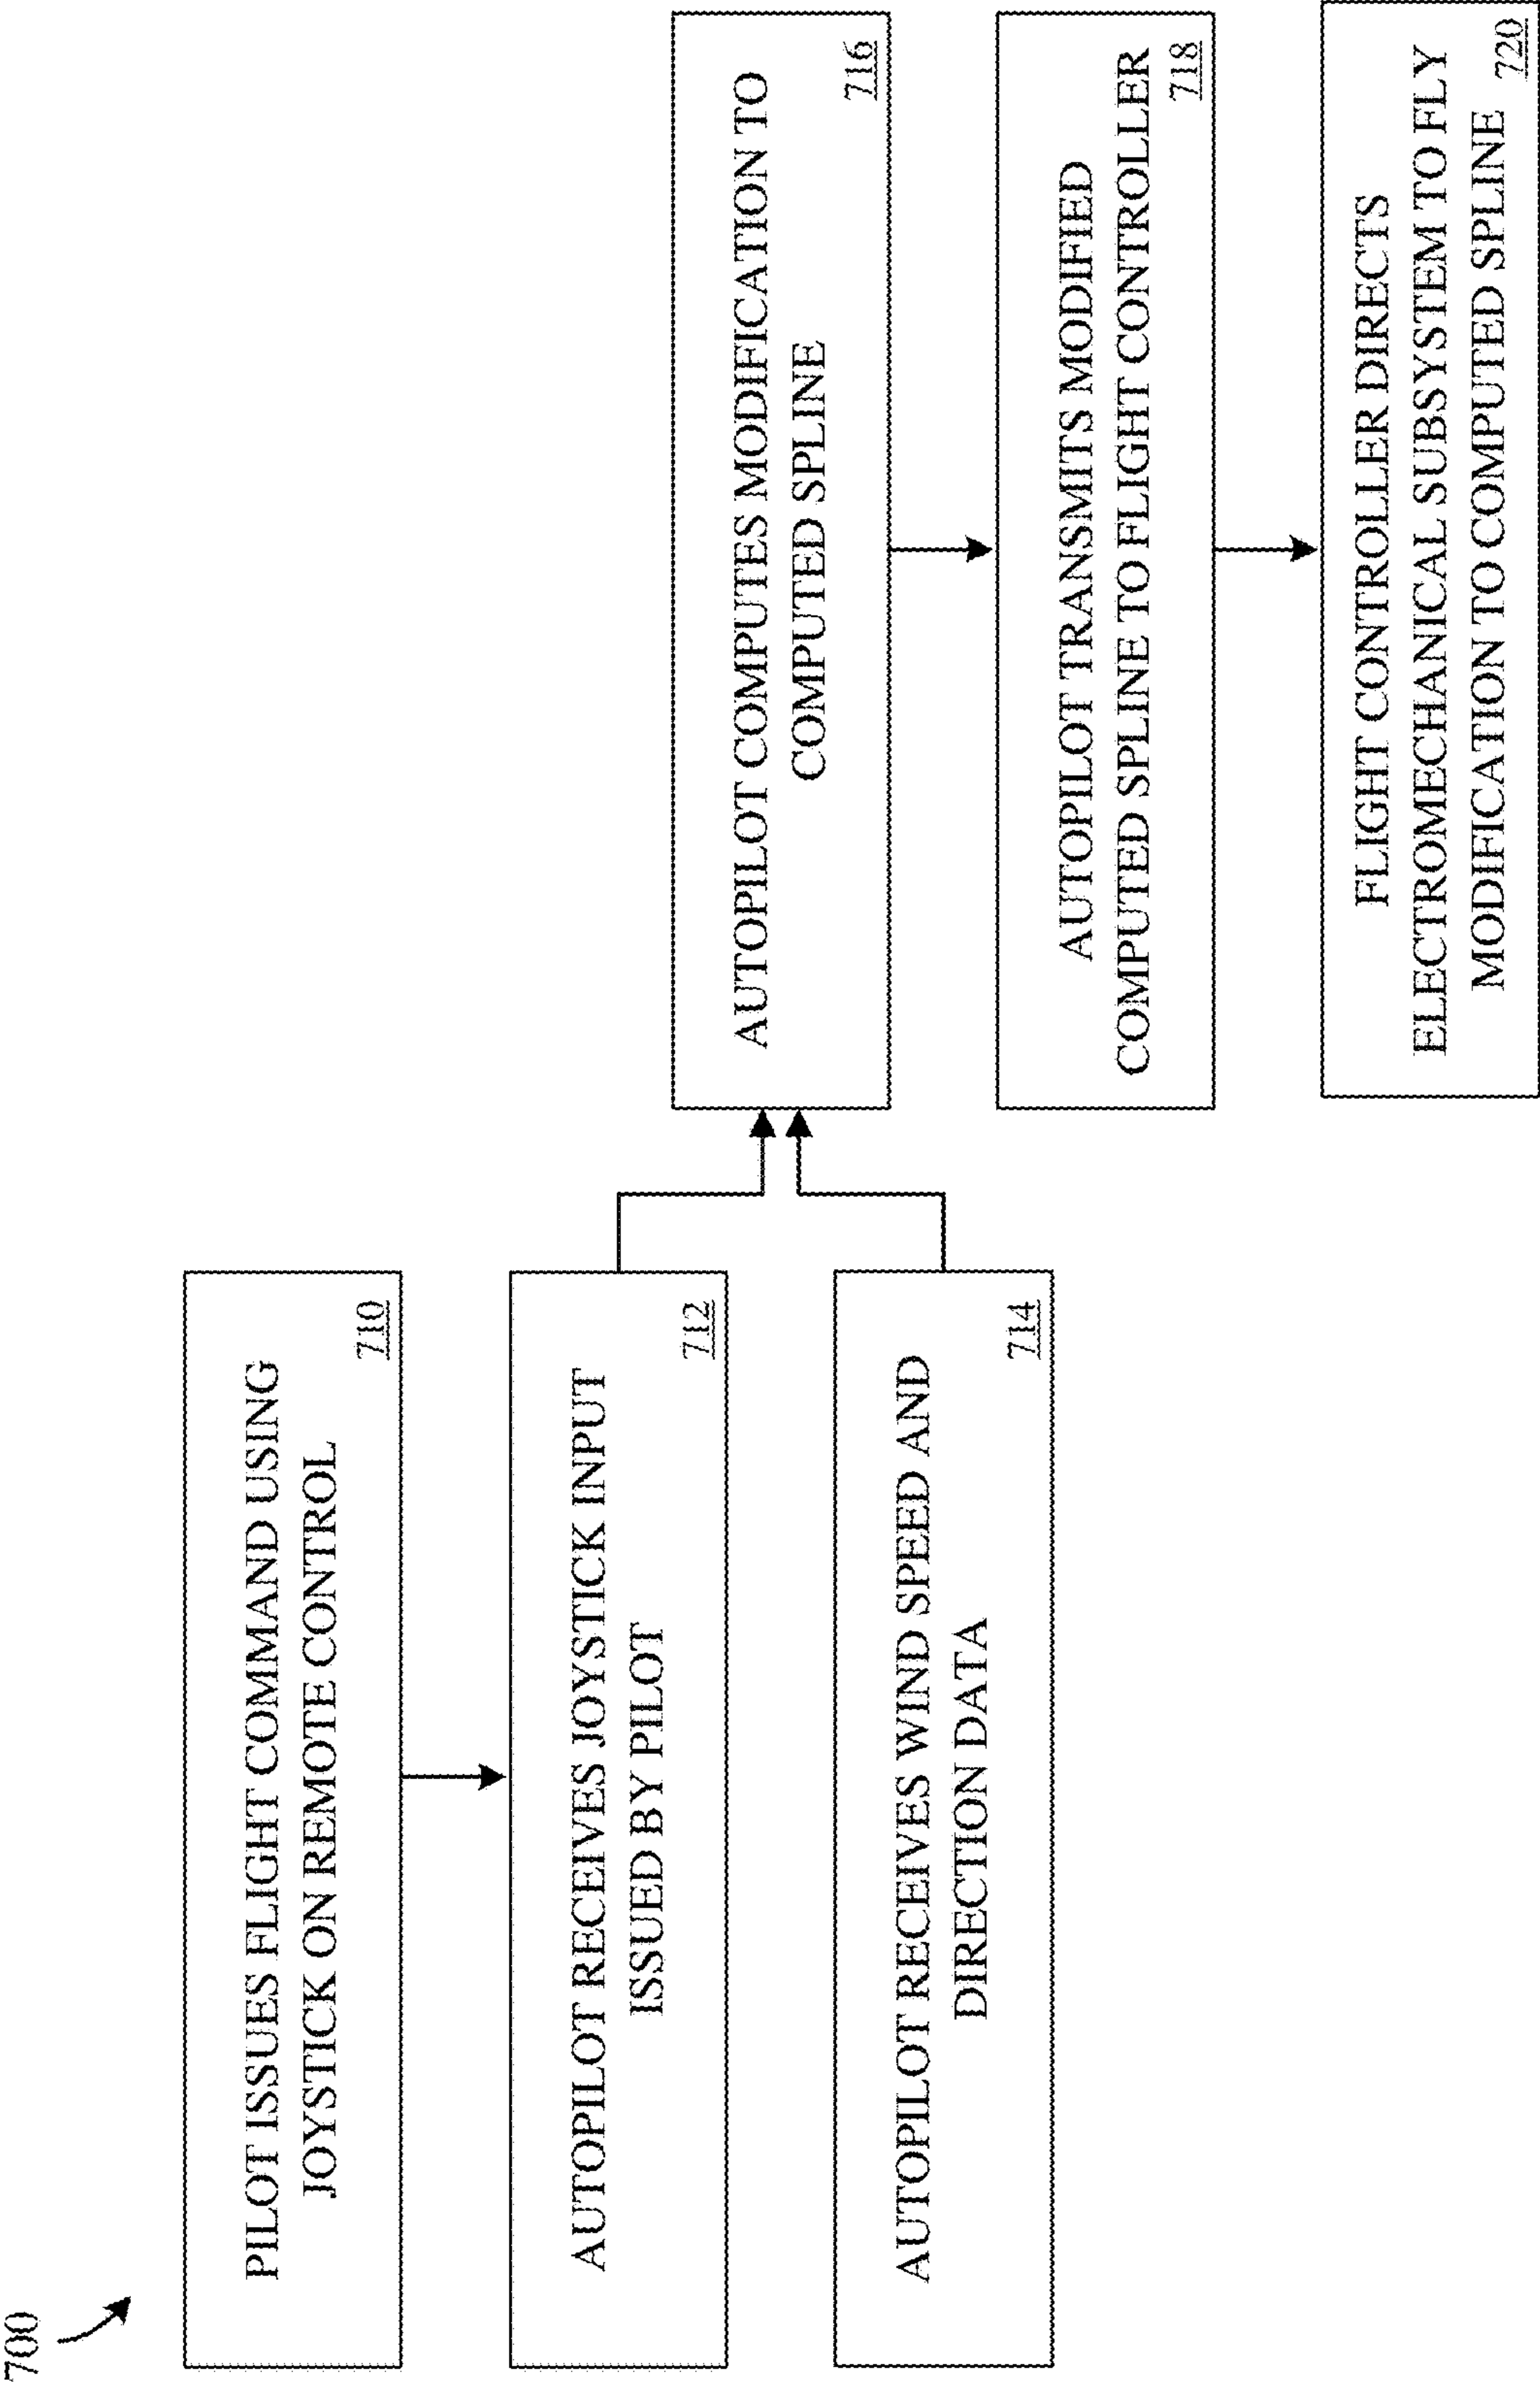 700
PILOT ISSUES FLIGHT COMMAND USING
JOYSTICK ON REMOTE CONTROL
710
AUTOPILOT RECEIVES JOYSTICK INPUT
ISSUED BY PILOT
712
AUTOPILOT RECEIVES WIND SPEED AND
DIRECTION DATA
714
AUTOPILOT COMPUTES MODIFICATION TO
COMPUTED SPLINE
716
AUTOPILOT TRANSMITS MODIFIED
COMPUTED SPLINE TO FLIGHT CONTROLLER
718
FLIGHT CONTROLLER DIRECTS
ELECTROMECHANICAL SUBSYSTEM TO FLY
MODIFICATION TO COMPUTED SPLINE
720